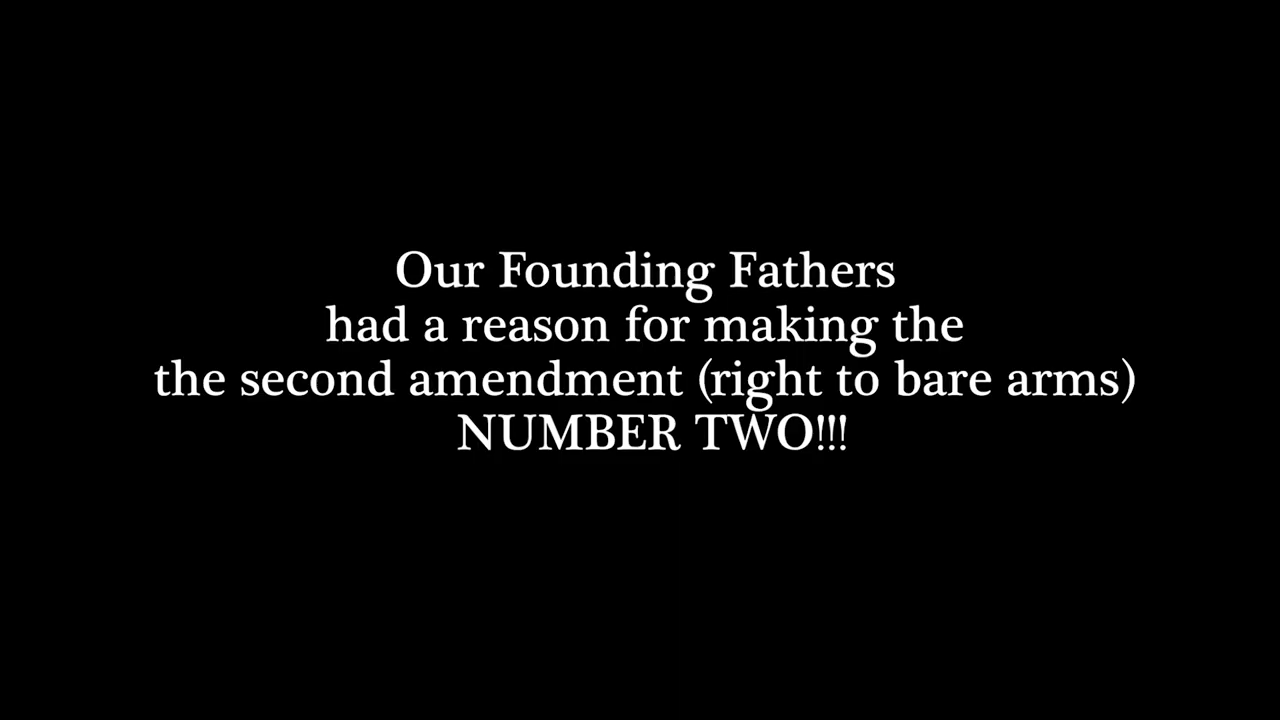 Our Founding Fathers
had a reason for making the
the second amendment (right to bare arms)
NUMBER TWO!!!